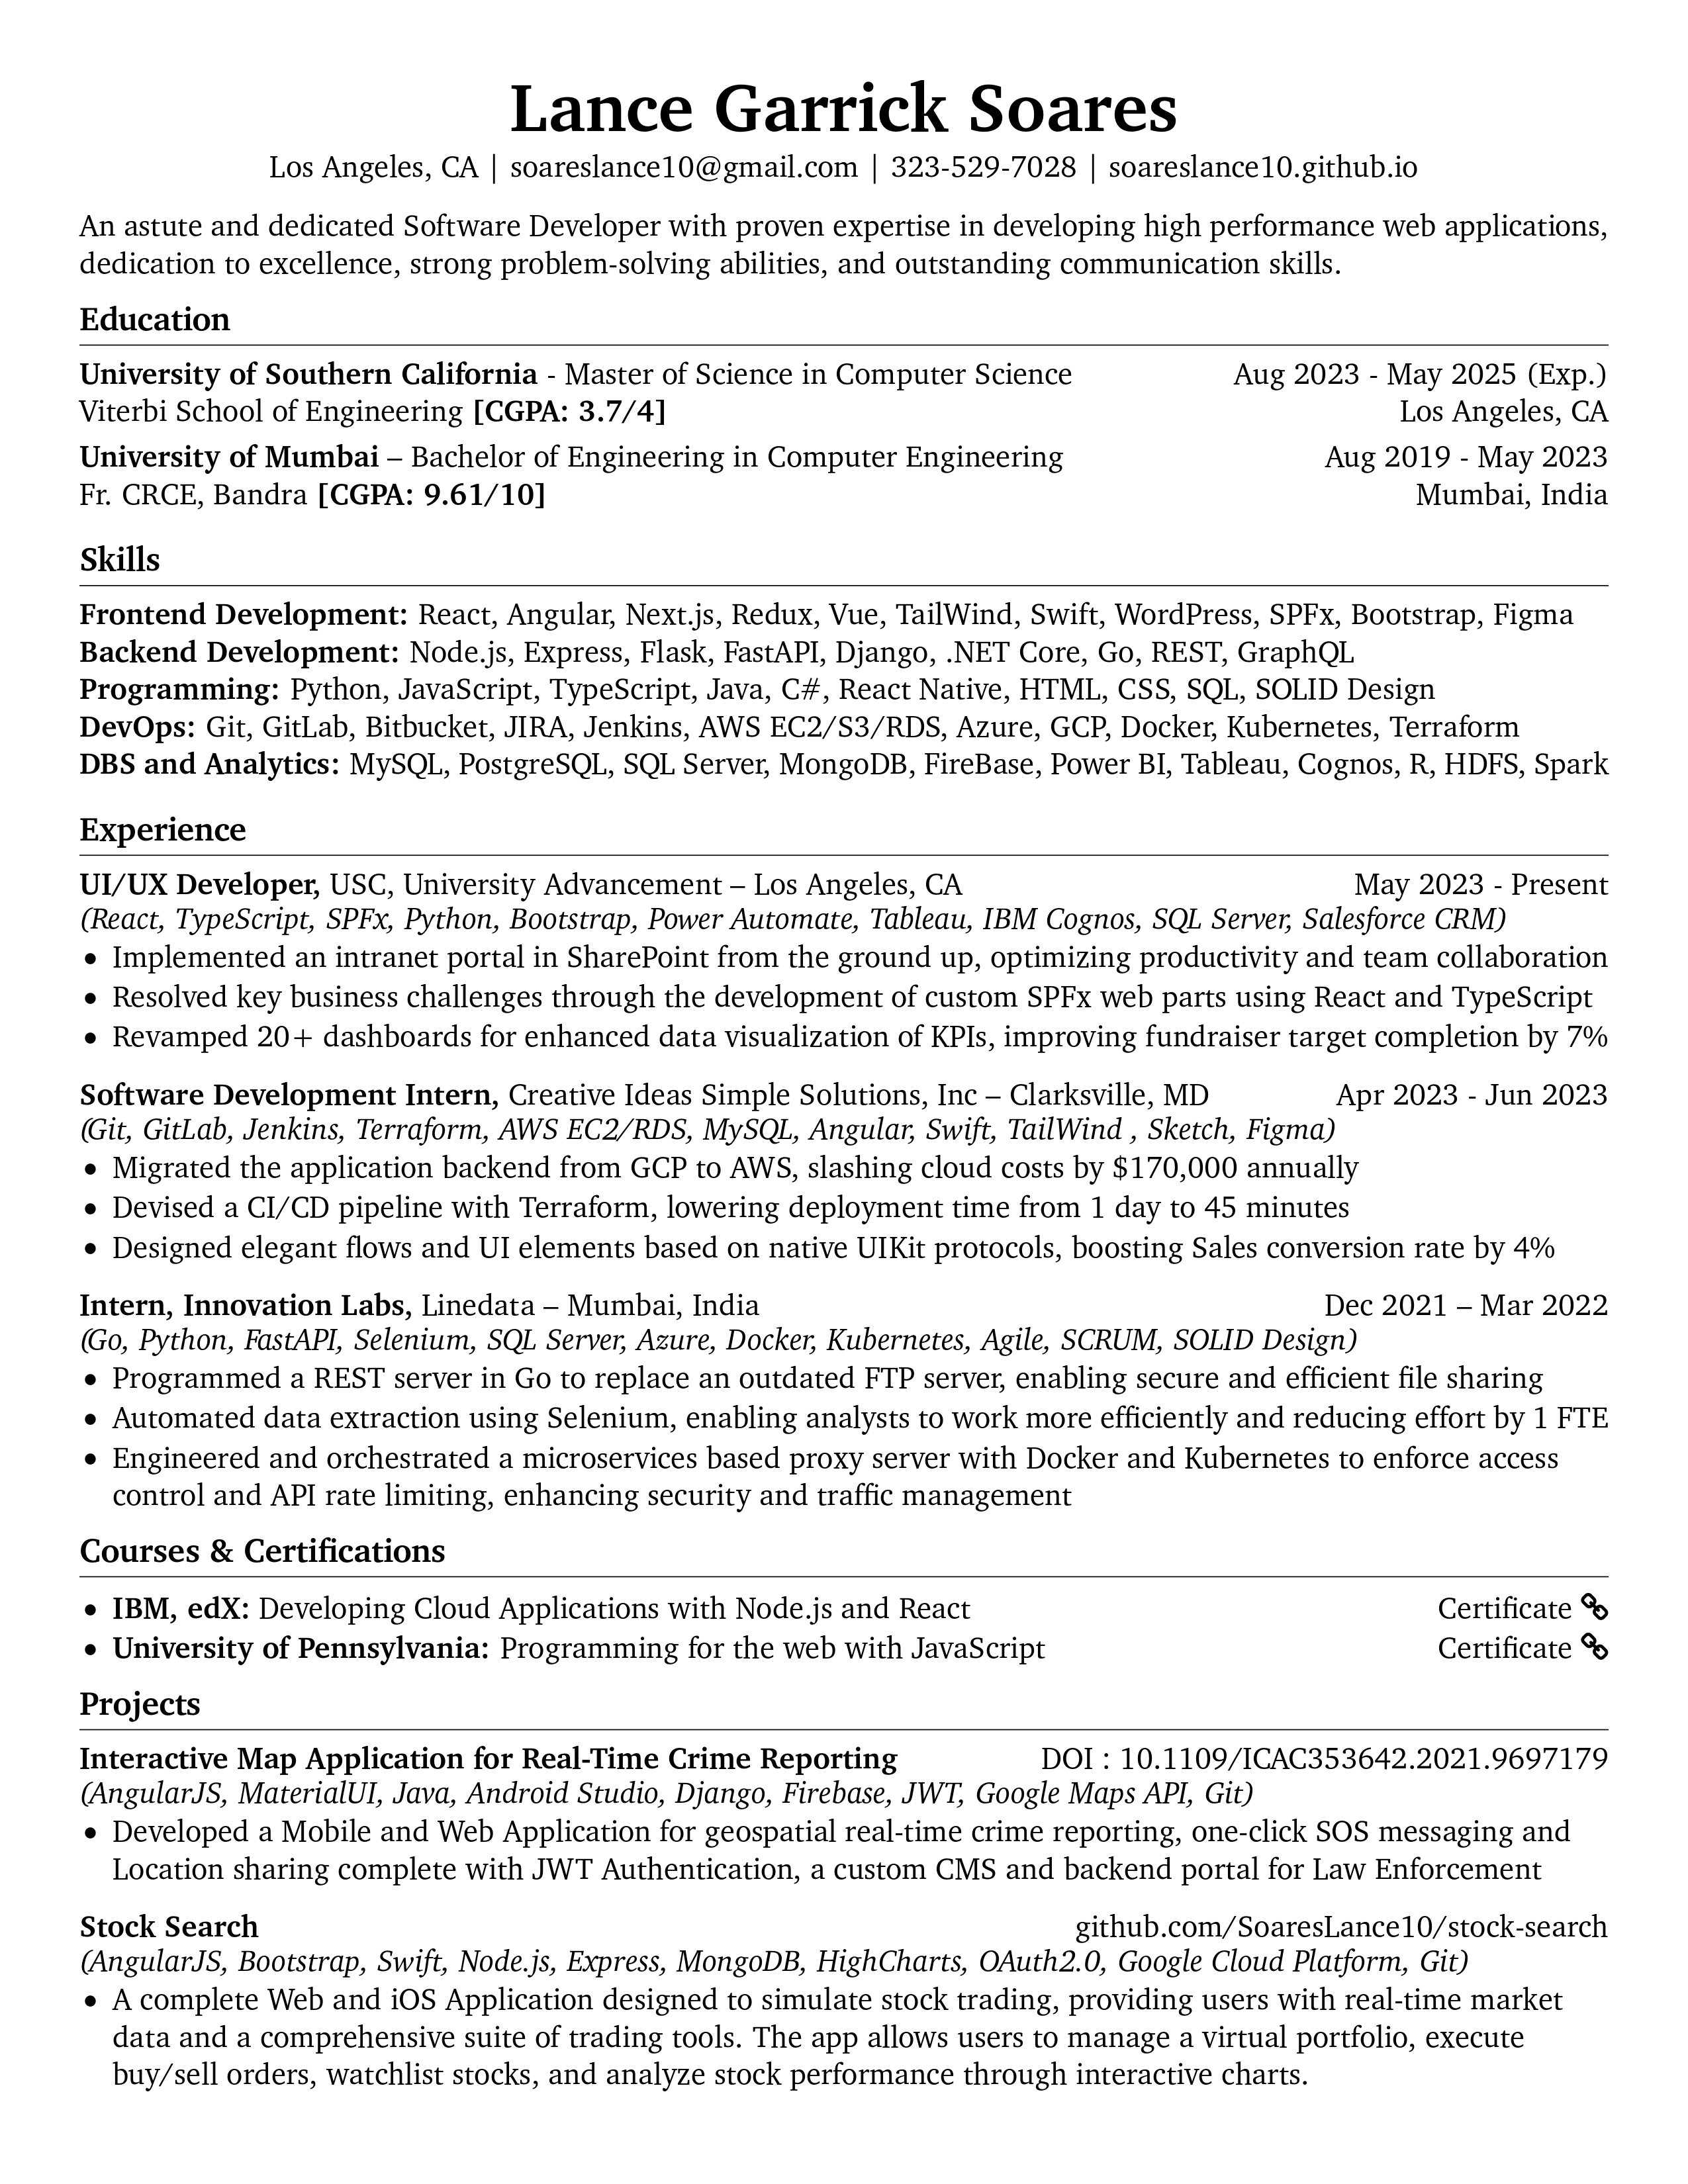 Lance Garrick Soares
Los Angeles, CA | soareslance10@gmail.com | 323-529-7028 | soareslance10.github.io
An astute and dedicated Software Developer with proven expertise in developing high performance web applications,
dedication to excellence, strong problem-solving abilities, and outstanding communication skills.
Education
University of Southern California - Master of Science in Computer Science Aug 2023 - May 2025 (Exp.)
Viterbi School of Engineering [CGPA: 3.7/4] Los Angeles, CA
University of Mumbai – Bachelor of Engineering in Computer Engineering Aug 2019 - May 2023
Fr. CRCE, Bandra [CGPA: 9.61/10] Mumbai, India
Skills
Frontend Development: React, Angular, Next.js, Redux, Vue, TailWind, Swift, WordPress, SPFx, Bootstrap, Figma
Backend Development: Node.js, Express, Flask, FastAPI, Django, .NET Core, Go, REST, GraphQL
Programming: Python, JavaScript, TypeScript, Java, C#, React Native, HTML, CSS, SQL, SOLID Design
DevOps: Git, GitLab, Bitbucket, JIRA, Jenkins, AWS EC2/S3/RDS, Azure, GCP, Docker, Kubernetes, Terraform
DBS and Analytics: MySQL, PostgreSQL, SQL Server, MongoDB, FireBase, Power BI, Tableau, Cognos, R, HDFS, Spark
Experience
UI/UX Developer, USC, University Advancement – Los Angeles, CA May 2023 - Present
(React, TypeScript, SPFx, Python, Bootstrap, Power Automate, Tableau, IBM Cognos, SQL Server, Salesforce CRM)
• Implemented an intranet portal in SharePoint from the ground up, optimizing productivity and team collaboration
• Resolved key business challenges through the development of custom SPFx web parts using React and TypeScript
• Revamped 20+ dashboards for enhanced data visualization of KPIs, improving fundraiser target completion by 7%
Software Development Intern, Creative Ideas Simple Solutions, Inc – Clarksville, MD Apr 2023 - Jun 2023
(Git, GitLab, Jenkins, Terraform, AWS EC2/RDS, MySQL, Angular, Swift, TailWind , Sketch, Figma)
• Migrated the application backend from GCP to AWS, slashing cloud costs by $170,000 annually
• Devised a CI/CD pipeline with Terraform, lowering deployment time from 1 day to 45 minutes
• Designed elegant flows and UI elements based on native UIKit protocols, boosting Sales conversion rate by 4%
Intern, Innovation Labs, Linedata – Mumbai, India Dec 2021 – Mar 2022
(Go, Python, FastAPI, Selenium, SQL Server, Azure, Docker, Kubernetes, Agile, SCRUM, SOLID Design)
• Programmed a REST server in Go to replace an outdated FTP server, enabling secure and efficient file sharing
• Automated data extraction using Selenium, enabling analysts to work more efficiently and reducing effort by 1 FTE
• Engineered and orchestrated a microservices based proxy server with Docker and Kubernetes to enforce access
control and API rate limiting, enhancing security and traffic management
Courses & Certifications
• IBM, edX: Developing Cloud Applications with Node.js and React Certificate
• University of Pennsylvania: Programming for the web with JavaScript Certificate
Projects
Interactive Map Application for Real-Time Crime Reporting DOI : 10.1109/ICAC353642.2021.9697179
(AngularJS, MaterialUI, Java, Android Studio, Django, Firebase, JWT, Google Maps API, Git)
• Developed a Mobile and Web Application for geospatial real-time crime reporting, one-click SOS messaging and
Location sharing complete with JWT Authentication, a custom CMS and backend portal for Law Enforcement
Stock Search github.com/SoaresLance10/stock-search
(AngularJS, Bootstrap, Swift, Node.js, Express, MongoDB, HighCharts, OAuth2.0, Google Cloud Platform, Git)
• A complete Web and iOS Application designed to simulate stock trading, providing users with real-time market
data and a comprehensive suite of trading tools. The app allows users to manage a virtual portfolio, execute
buy/sell orders, watchlist stocks, and analyze stock performance through interactive charts.